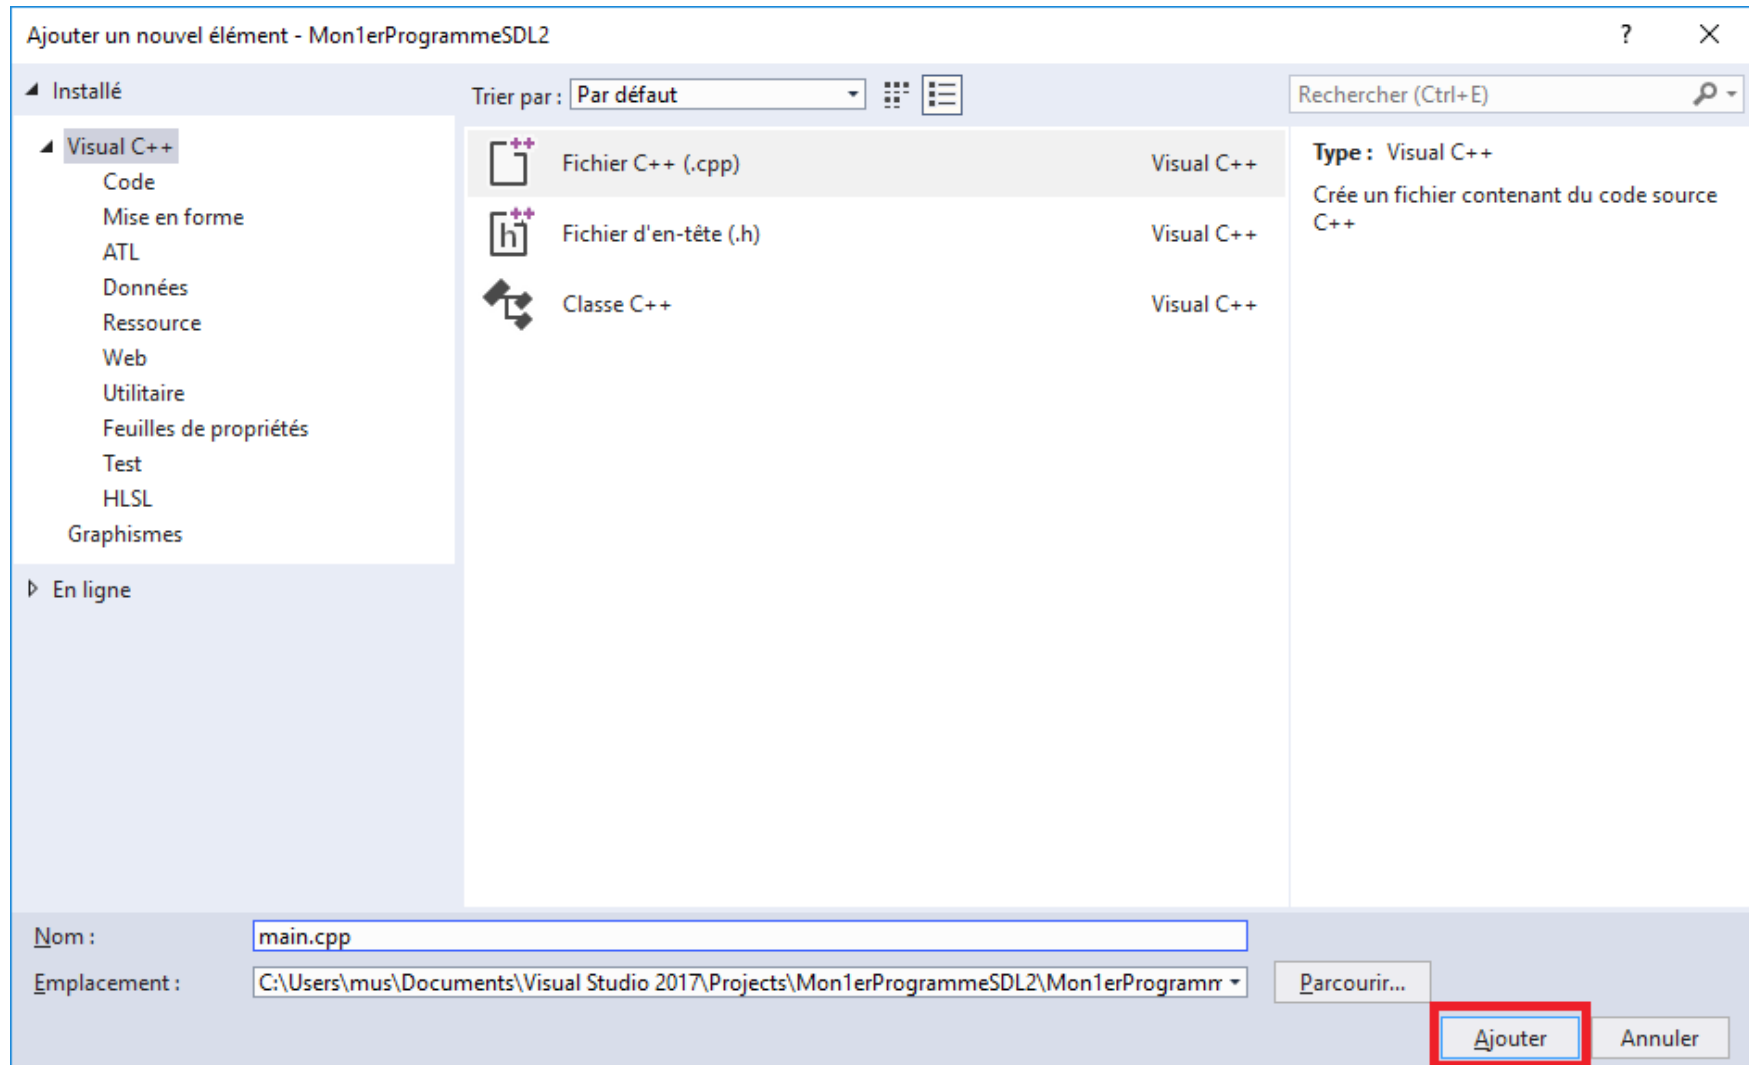 Ajouter un nouvel élément - Mon1erProgrammeSDL2
?
Installé
Trier par : Par défaut
Rechercher (Ctrl+E)
Visual C++
Code
Mise en forme
ATL
Données
Ressource
Web
Utilitaire
Feuilles de propriétés
Test
HLSL
Graphismes
En ligne
Fichier C++ (.cpp) Visual C++
Fichier d'en-tête (.h) Visual C++
Classe C++ Visual C++
Type : Visual C++
Crée un fichier contenant du code source
C++
Nom : main.cpp
Emplacement : C:\Users\mus\Documents\Visual Studio 2017\Projects\Mon1erProgrammeSDL2\Mon1erProgramm
Parcourir...
Ajouter Annuler